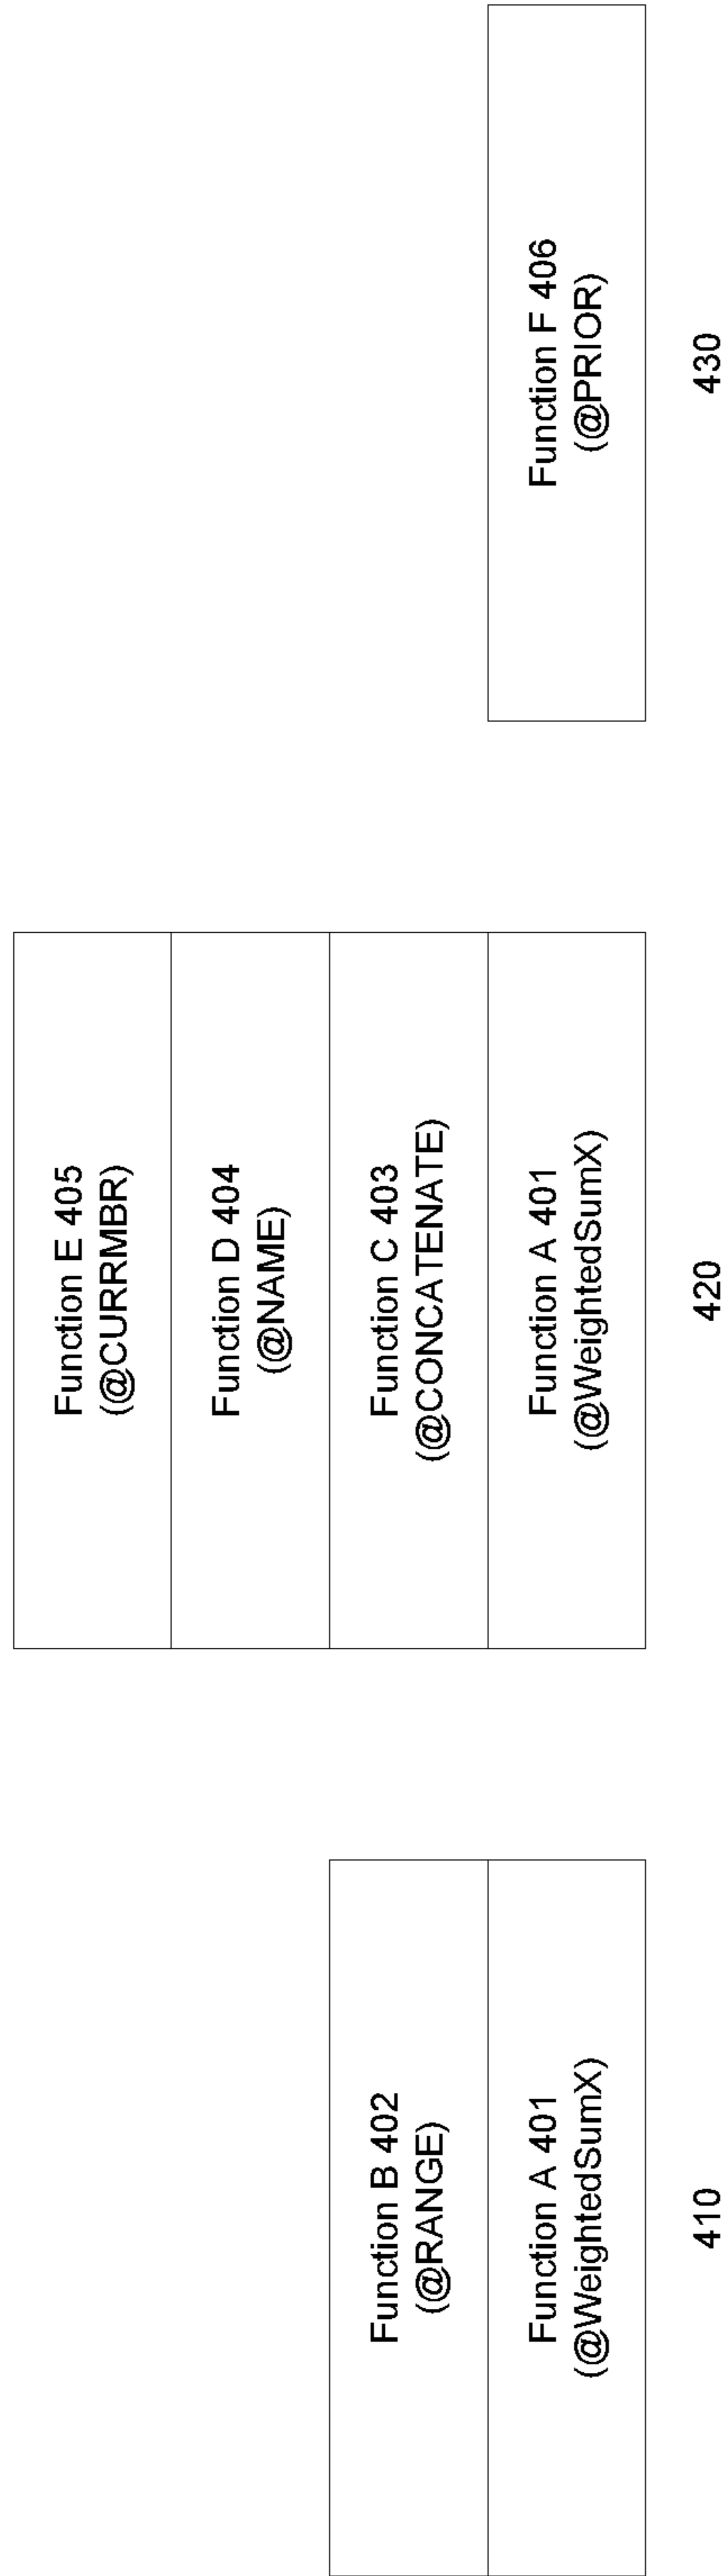 Function B 402
(@RANGE)
Function A 401
(@WeightedSumX)
410
Function E 405
(@CURRMBR)
Function D 404
(@NAME)
Function C 403
(@CONCATENATE)
Function A 401
(@WeightedSumX)
420
Function F 406
(@PRIOR)
430